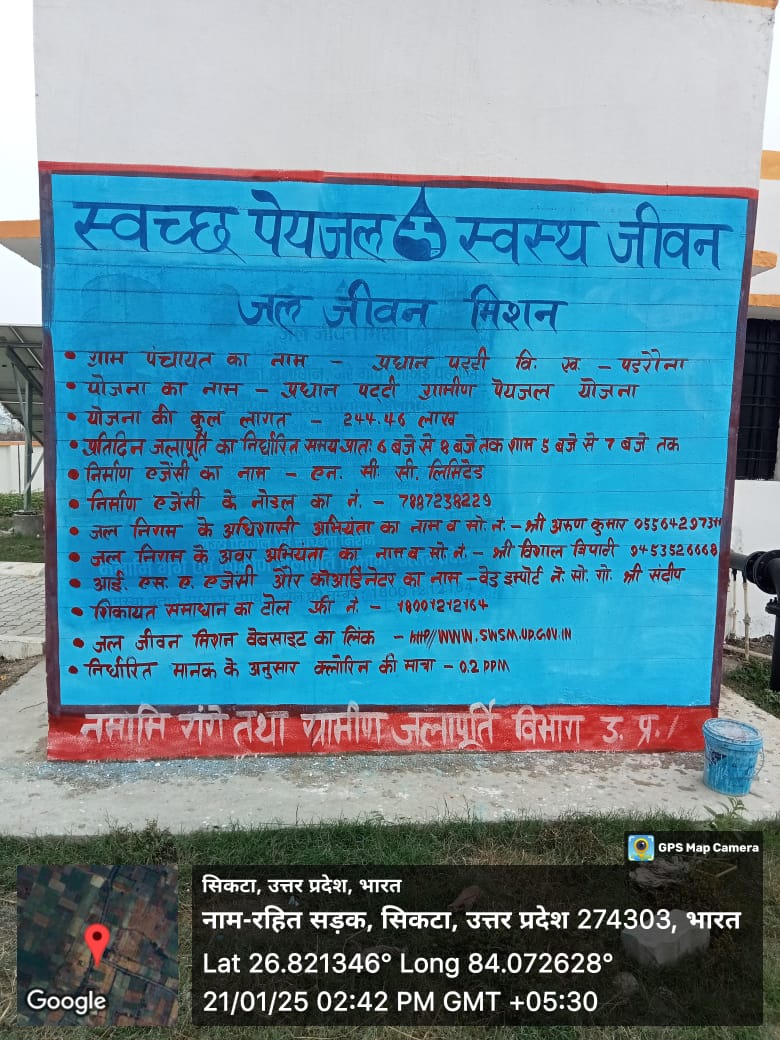 स्वच्छ पेयजल स्वस्थ जीवन
जल जीवन मिशन
• ग्राम पंचायत का नाम - प्रधान पट्टी वि. ख. - पडरौना
• योजना का नाम - प्रधान पट्टी ग्रामीण पेयजल योजना
• योजना की कुल लागत - 244.46 लाख
• प्रतिदिन जलापूर्ति का निर्धारित समय प्रातः 6 बजे से 8 बजे तक शाम 5 बजे से 7 बजे तक
• निर्माण एजेंसी का नाम - एन. सी. सी. लिमिटेड
• निर्माण एजेंसी के नोडल का नं. - 7887238229
• जल निगम के अधिशासी अभियंता का नाम व मो. नं - श्री अरुण कुमार
• जल निगम के अवर अभियंता का नाम व मो. नं. - श्री विशाल त्रिपाठी 9453526668
• आई. एस. ए. एजेंसी और कोआर्डिनेटर का नाम - श्री संदीप
• शिकायत समाधान का टोल फ्री नं. - 18001212164
• जल जीवन मिशन वेबसाइट का लिंक - http//WWW.SWSM.UP.GOV.IN
• निर्धारित मानक के अनुसार क्लोरिन की मात्रा - 0.2 PPM
नमामि गंगे तथा ग्रामीण जलापूर्ति विभाग उ. प्र.
GPS Map Camera
सिकटा, उत्तर प्रदेश, भारत
नाम-रहित सड़क, सिकटा, उत्तर प्रदेश 274303, भारत
Lat 26.821346° Long 84.072628°
21/01/25 02:42 PM GMT +05:30
Google